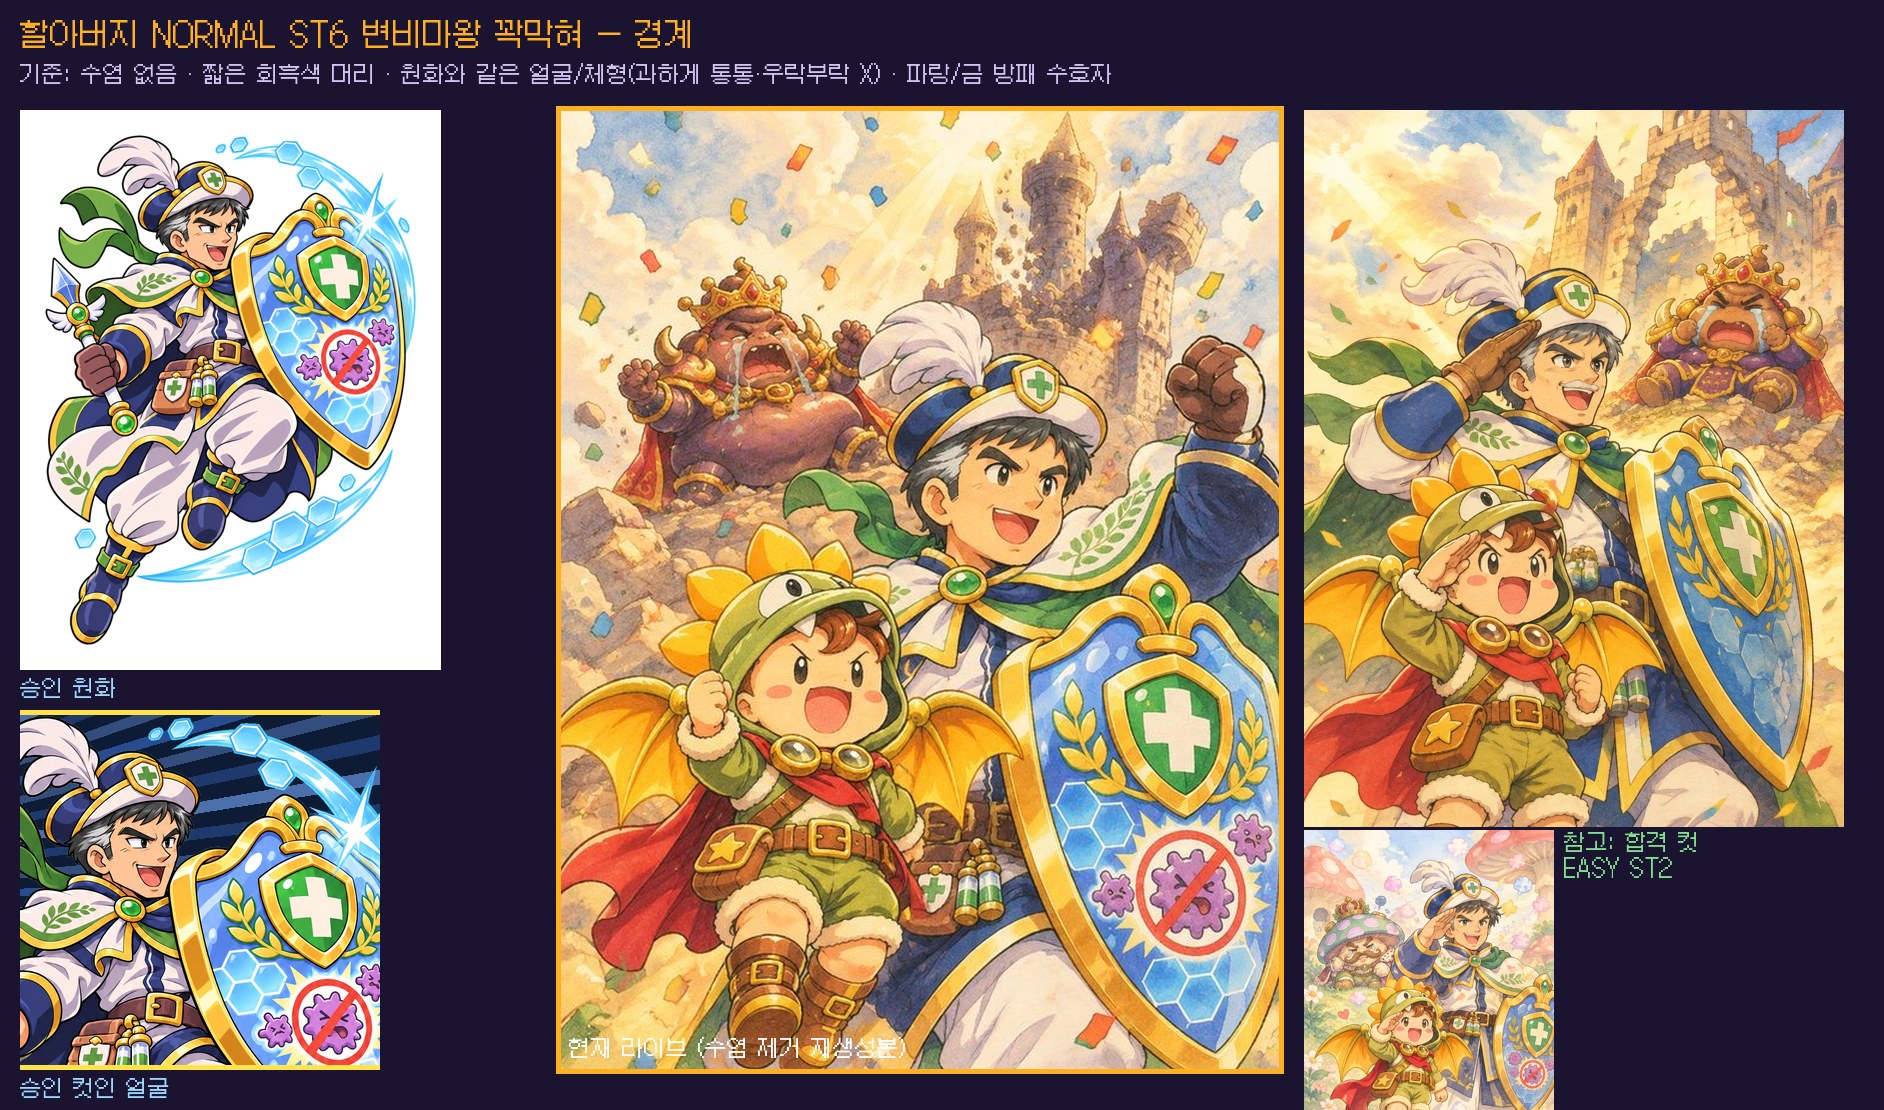 할아버지 NORMAL ST6 변비마왕 꽉막혀 — 경계
기준: 수염 없음 · 짧은 회흑색 머리 · 원화와 같은 얼굴/체형(과하게 통통·우락부락 X) · 파랑/금 방패 수호자
승인 원화
승인 컷인 얼굴
현재 라이브 (수염 제거 재생성본)
참고: 합격 컷
EASY ST2